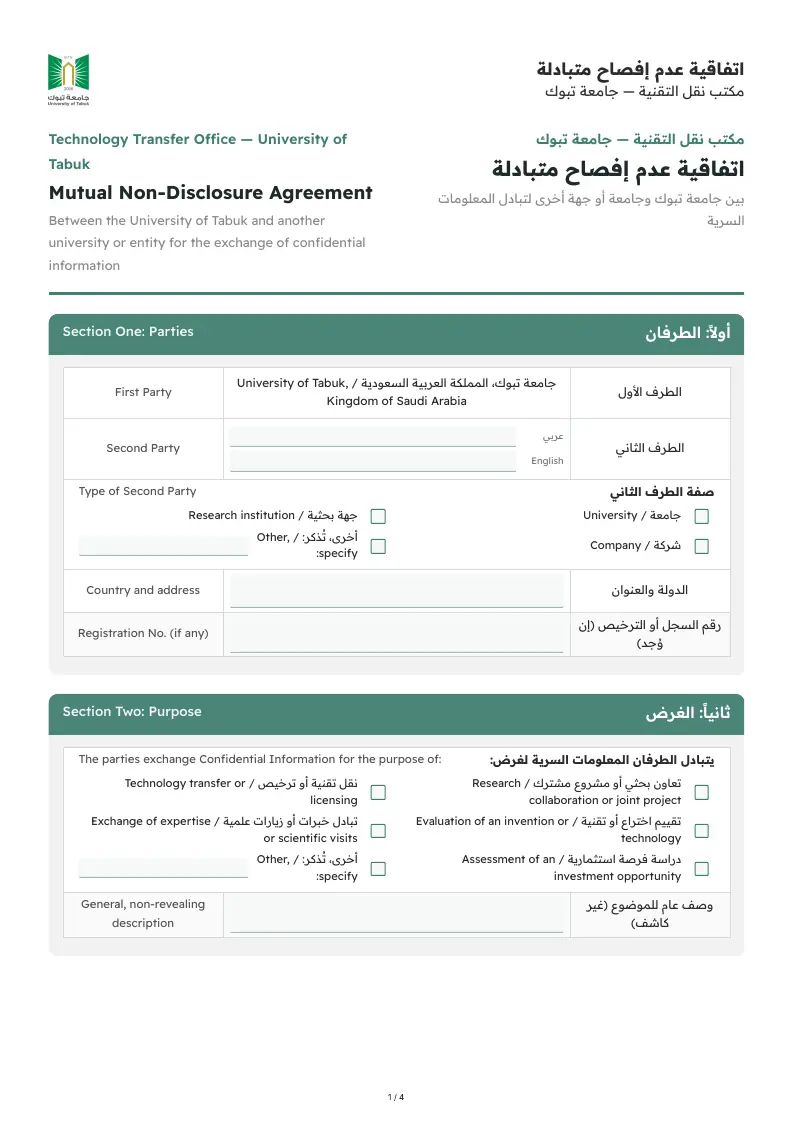 اتفاقية عدم إفصاح متبادلة
مكتب نقل التقنية — جامعة تبوك
جامعة تبوك
University of Tabuk
مكتب نقل التقنية — جامعة تبوك
اتفاقية عدم إفصاح متبادلة
بين جامعة تبوك وجامعة أو جهة أخرى لتبادل المعلومات
السرية
Technology Transfer Office — University of
Tabuk
Mutual Non-Disclosure Agreement
Between the University of Tabuk and another
university or entity for the exchange of confidential
information
أولاً: الطرفان
Section One: Parties
الطرف الأول
جامعة تبوك، المملكة العربية السعودية / University of Tabuk,
Kingdom of Saudi Arabia
First Party
الطرف الثاني
عربي
English
Second Party
صفة الطرف الثاني
Type of Second Party
جامعة / University
جهة بحثية / Research institution
شركة / Company
أخرى، تُذكر: / Other,
specify:
الدولة والعنوان
Country and address
رقم السجل أو الترخيص (إن
وُجد)
Registration No. (if any)
ثانياً: الغرض
Section Two: Purpose
يتبادل الطرفان المعلومات السرية لغرض:
The parties exchange Confidential Information for the purpose of:
تعاون بحثي أو مشروع مشترك / Research
collaboration or joint project
نقل تقنية أو ترخيص / Technology transfer or
licensing
تقييم اختراع أو تقنية / Evaluation of an invention or
technology
تبادل خبرات أو زيارات علمية / Exchange of expertise
or scientific visits
دراسة فرصة استثمارية / Assessment of an
investment opportunity
أخرى، تُذكر: / Other,
specify:
وصف عام للموضوع (غير
كاشف)
General, non-revealing
description
1 / 4